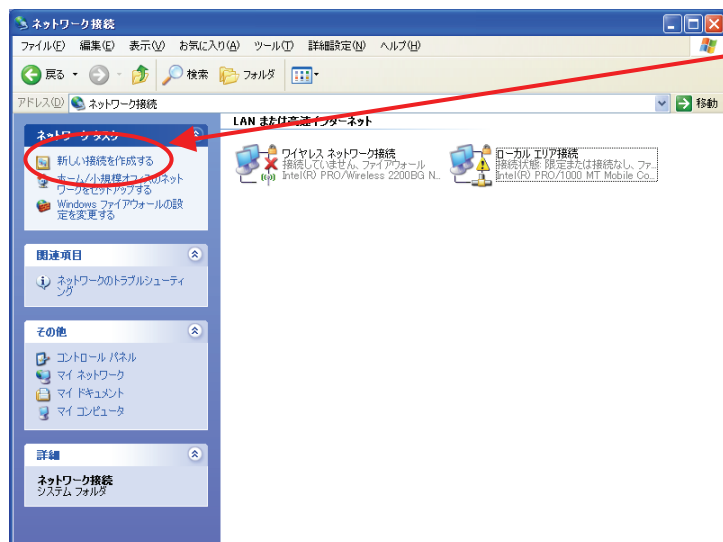 ネットワーク接続
ファイル(F) 編集(E) 表示(V) お気に入り(A) ツール(T) 詳細設定(N) ヘルプ(H)
戻る 検索 フォルダ
アドレス(D) ネットワーク接続 移動
ネットワーク タスク
新しい接続を作成する
ホーム/小規模オフィスのネット
ワークをセットアップする
Windows ファイアウォールの設
定を変更する
関連項目
ネットワークのトラブルシューティ
ング
その他
コントロール パネル
マイ ネットワーク
マイ ドキュメント
マイ コンピュータ
詳細
ネットワーク接続
システム フォルダ
LAN または高速インターネット
ワイヤレス ネットワーク接続
接続していません、ファイアウォール
Intel(R) PRO/Wireless 2200BG N...
ローカル エリア接続
接続状態: 限定または接続なし、ファ...
Intel(R) PRO/1000 MT Mobile Co...